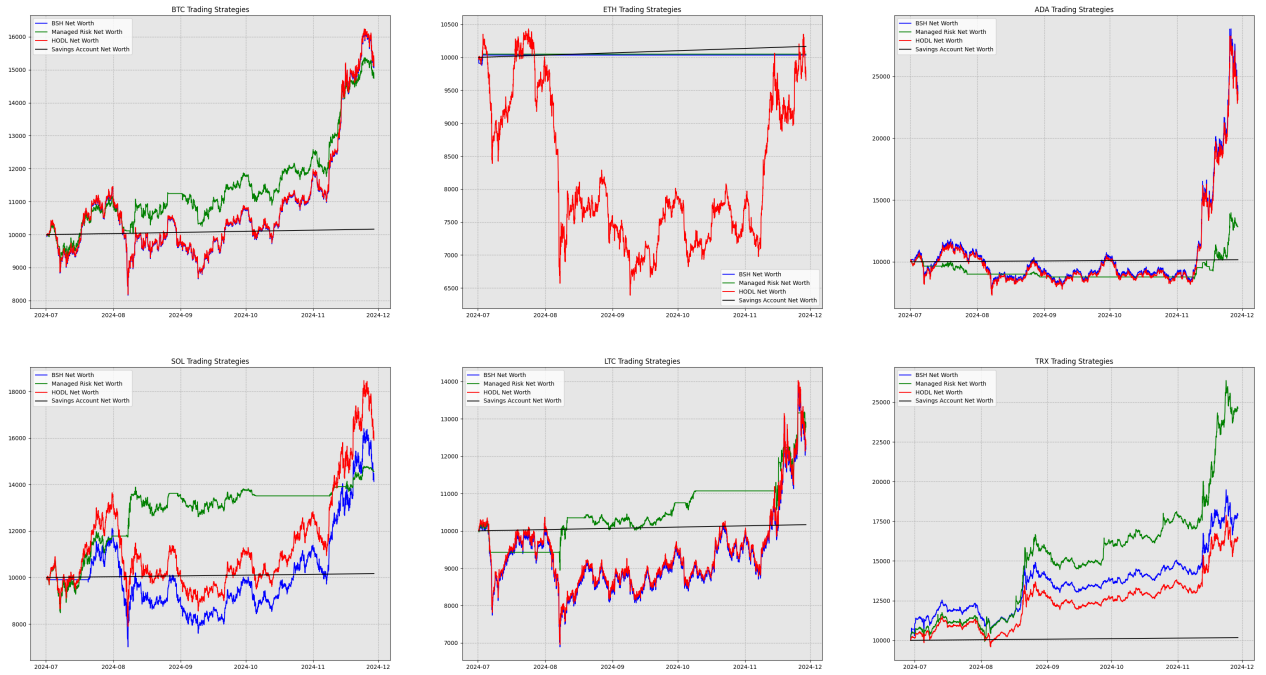 BTC Trading Strategies
BSH Net Worth
Managed Risk Net Worth
HODL Net Worth
Savings Account Net Worth
16000
15000
14000
13000
12000
11000
10000
9000
8000
2024-07 2024-08 2024-09 2024-10 2024-11 2024-12
ETH Trading Strategies
10500
10000
9500
9000
8500
8000
7500
7000
6500
BSH Net Worth
Managed Risk Net Worth
HODL Net Worth
Savings Account Net Worth
2024-07 2024-08 2024-09 2024-10 2024-11 2024-12
ADA Trading Strategies
BSH Net Worth
Managed Risk Net Worth
HODL Net Worth
Savings Account Net Worth
25000
20000
15000
10000
2024-07 2024-08 2024-09 2024-10 2024-11 2024-12
SOL Trading Strategies
BSH Net Worth
Managed Risk Net Worth
HODL Net Worth
Savings Account Net Worth
18000
16000
14000
12000
10000
8000
2024-07 2024-08 2024-09 2024-10 2024-11 2024-12
LTC Trading Strategies
BSH Net Worth
Managed Risk Net Worth
HODL Net Worth
Savings Account Net Worth
14000
13000
12000
11000
10000
9000
8000
7000
2024-07 2024-08 2024-09 2024-10 2024-11 2024-12
TRX Trading Strategies
BSH Net Worth
Managed Risk Net Worth
HODL Net Worth
Savings Account Net Worth
25000
22500
20000
17500
15000
12500
10000
2024-07 2024-08 2024-09 2024-10 2024-11 2024-12